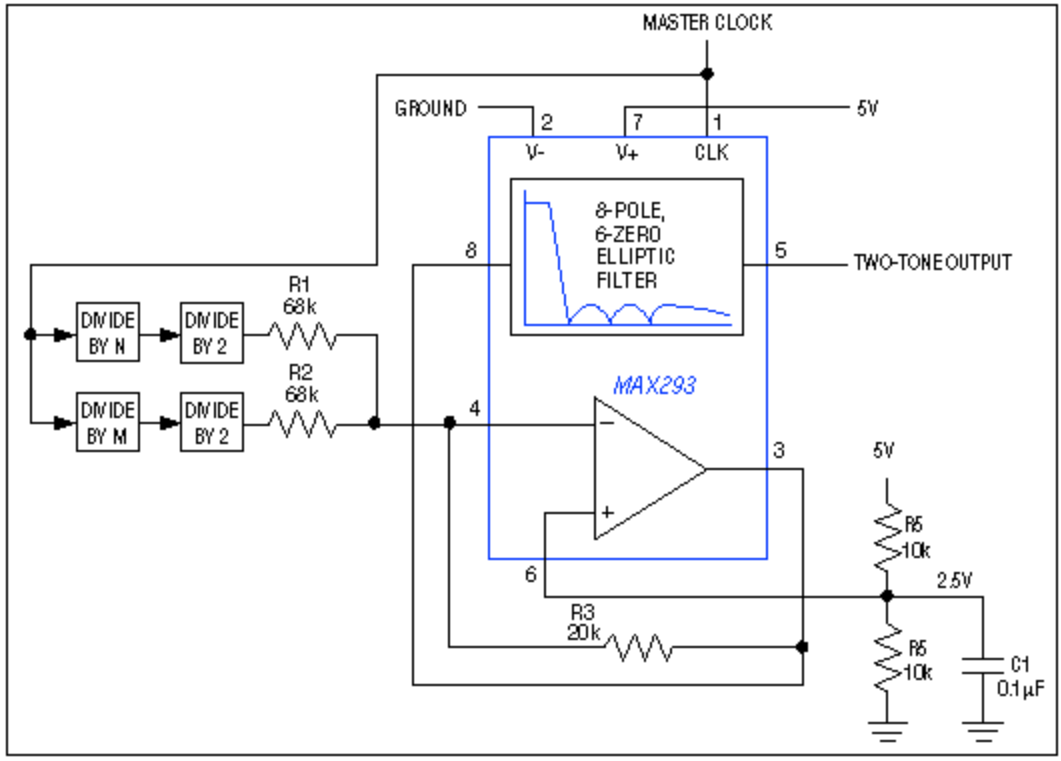 MASTER CLOCK
GROUND
5V
2
7
1
V-
V+
CLK
8-POLE,
6-ZERO
ELLIPTIC
FILTER
8
5
TWO-TONE OUTPUT
R1
68k
DIVIDE
BY N
DIVIDE
BY 2
R2
68k
DIVIDE
BY M
DIVIDE
BY 2
MAX293
4
−
3
+
6
5V
R5
10k
2.5V
R3
20k
R5
10k
C1
0.1µF